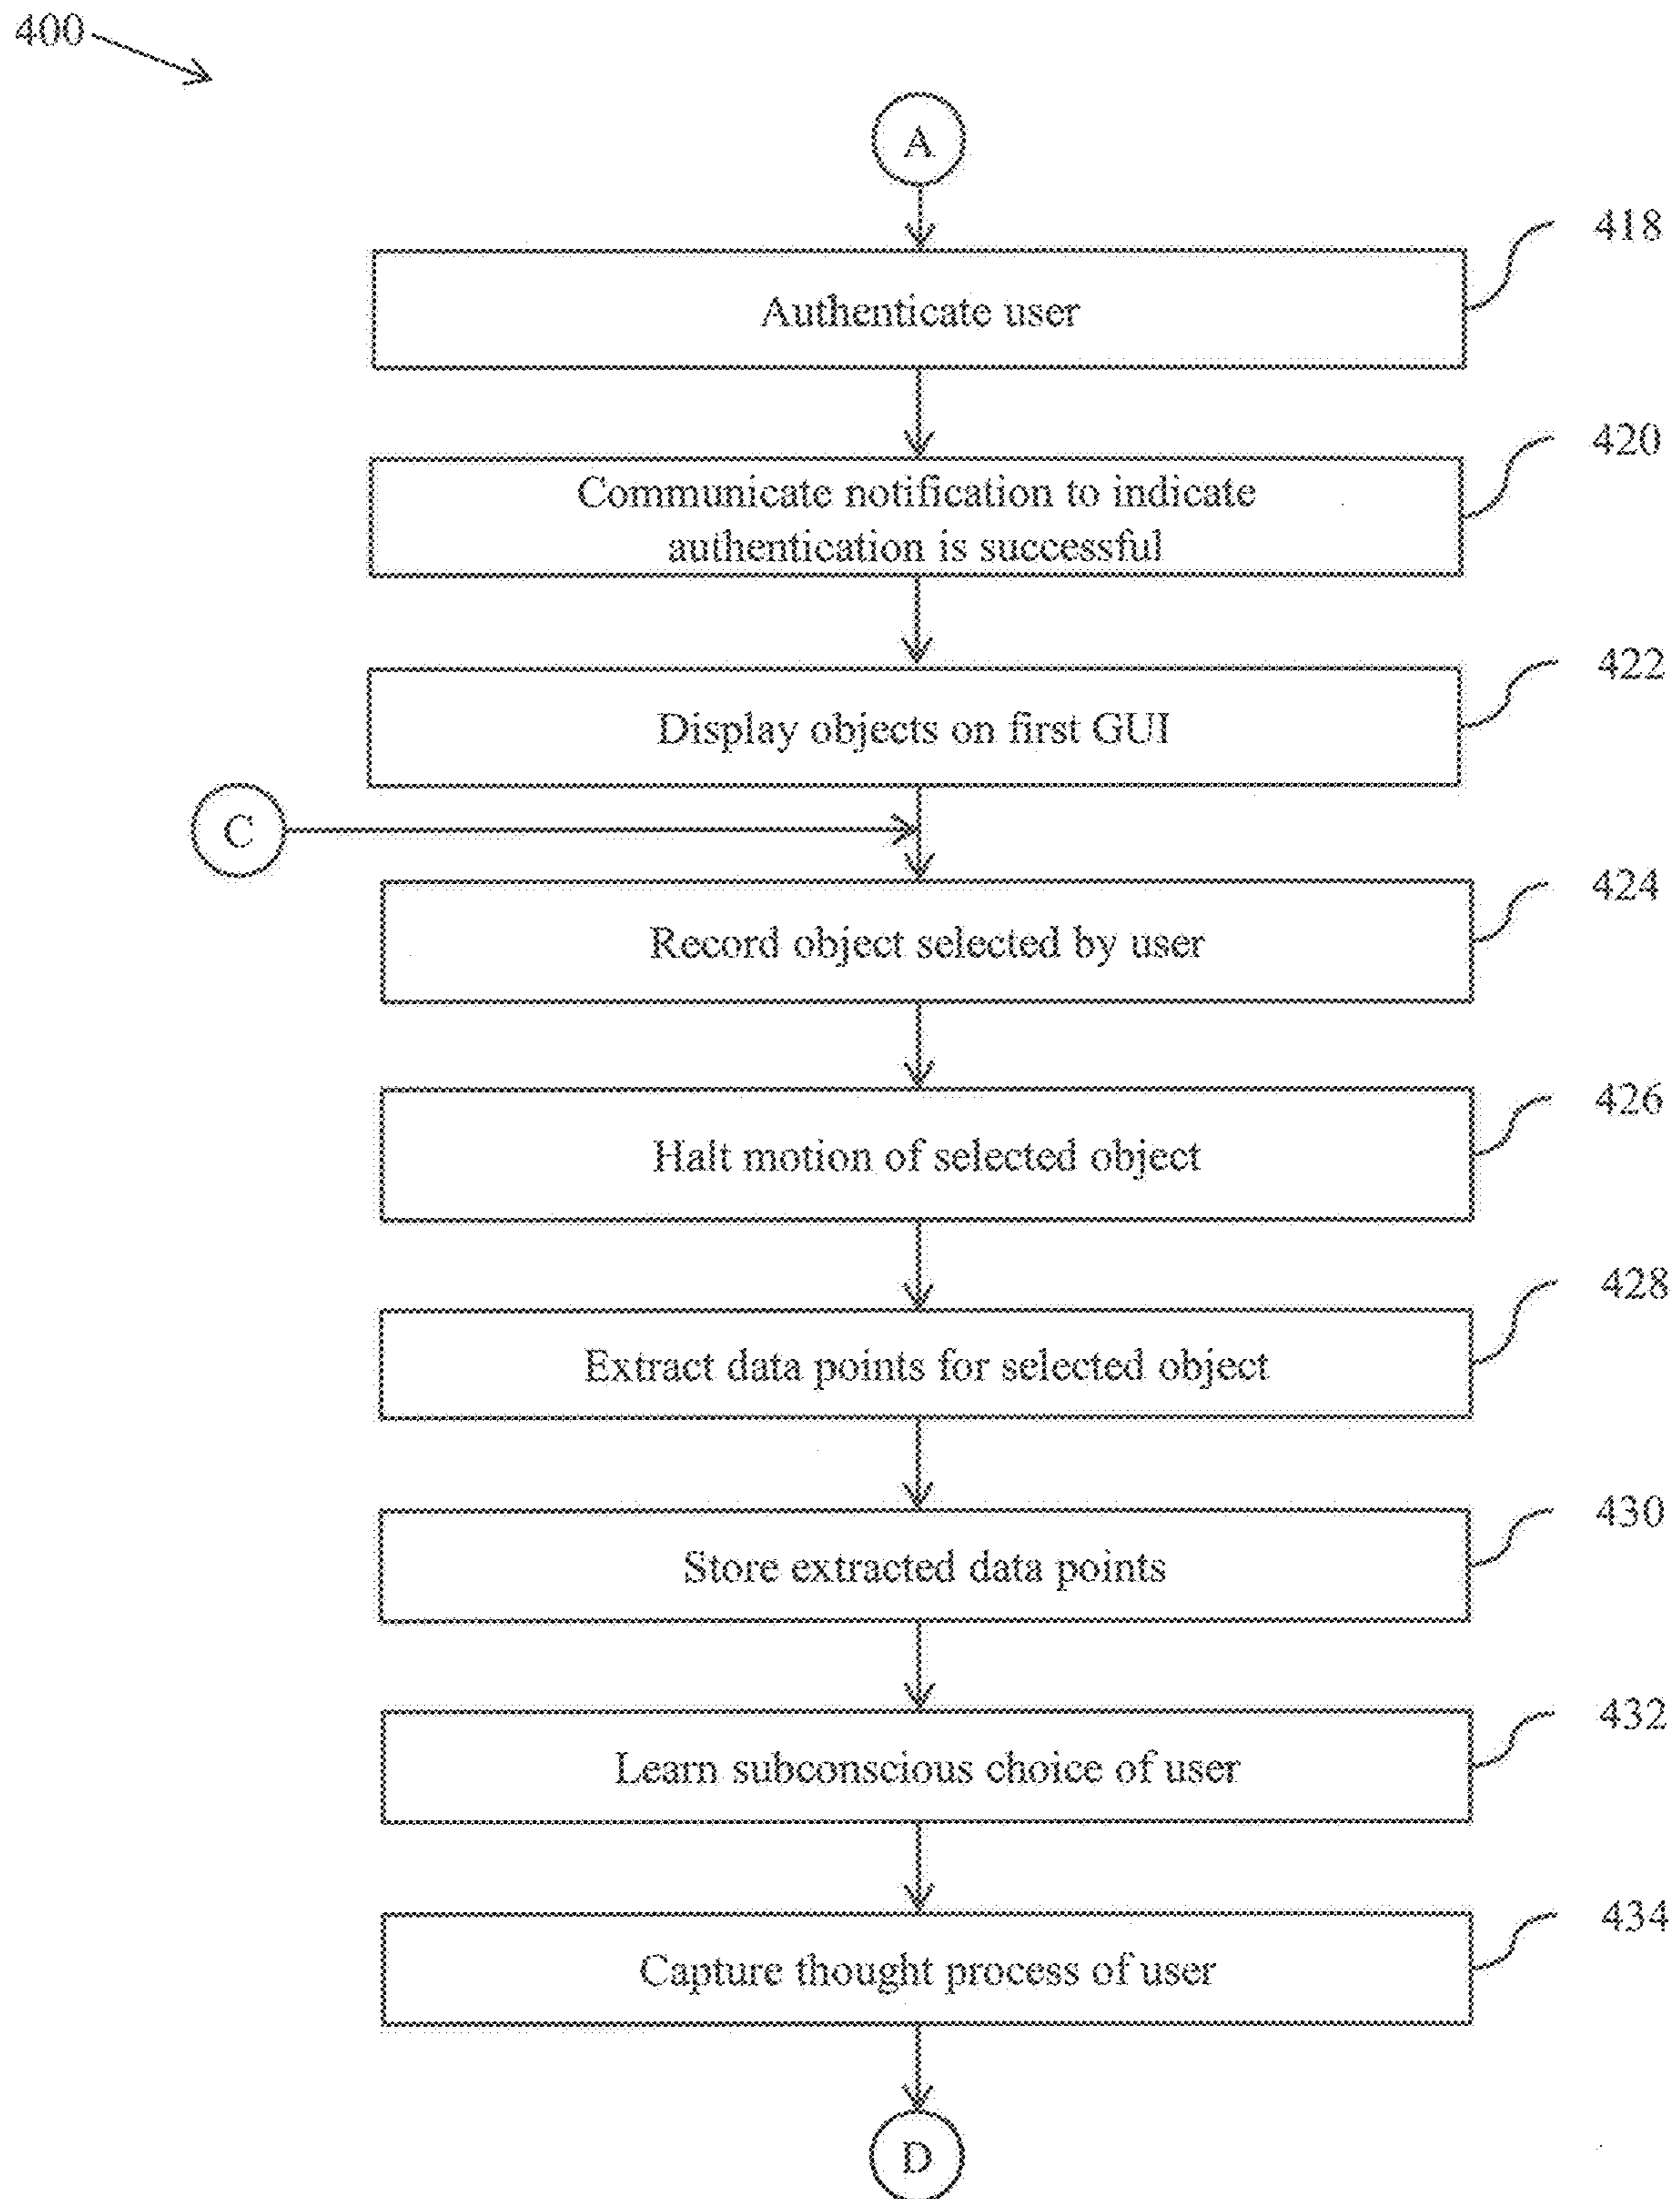 400
A
418
Authenticate user
420
Communicate notification to indicate
authentication is successful
422
Display objects on first GUI
C
424
Record object selected by user
426
Halt motion of selected object
428
Extract data points for selected object
430
Store extracted data points
432
Learn subconscious choice of user
434
Capture thought process of user
D